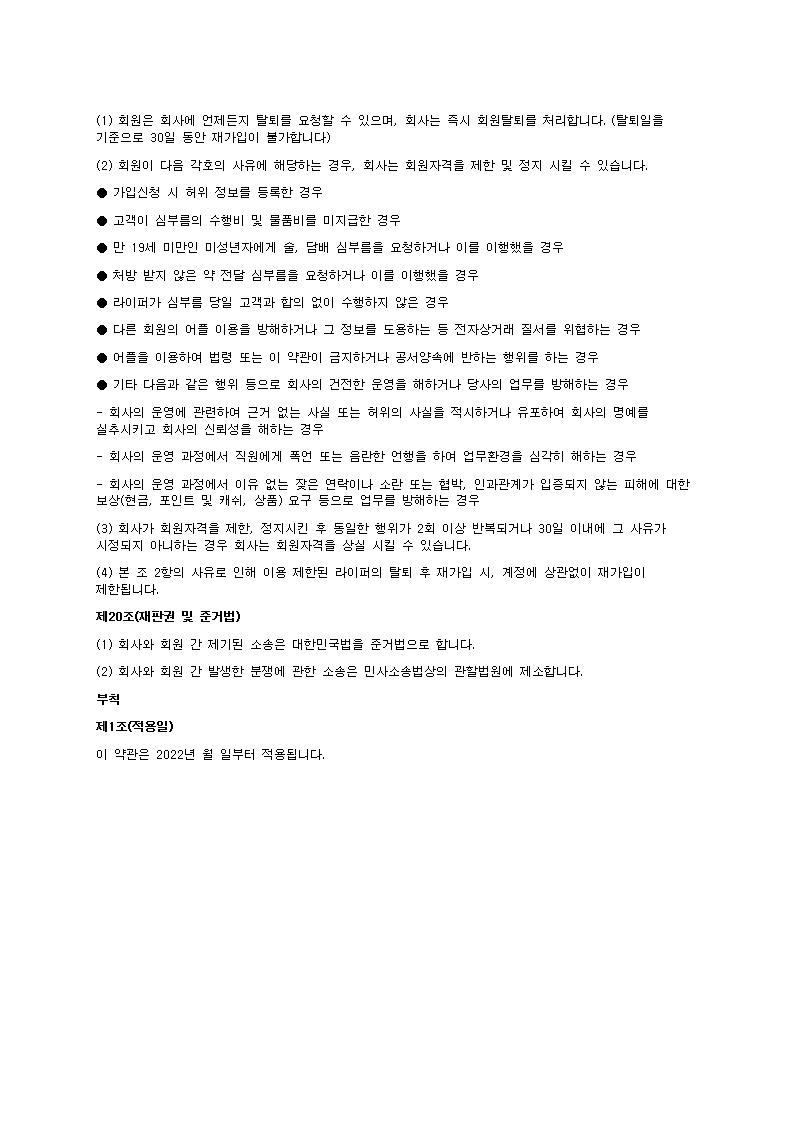 (1) 회원은 회사에 언제든지 탈퇴를 요청할 수 있으며, 회사는 즉시 회원탈퇴를 처리합니다. (탈퇴일을
기준으로 30일 동안 재가입이 불가합니다)
(2) 회원이 다음 각호의 사유에 해당하는 경우, 회사는 회원자격을 제한 및 정지 시킬 수 있습니다.
● 가입신청 시 허위 정보를 등록한 경우
● 고객이 심부름의 수행비 및 물품비를 미지급한 경우
● 만 19세 미만인 미성년자에게 술, 담배 심부름을 요청하거나 이를 이행했을 경우
● 처방 받지 않은 약 전달 심부름을 요청하거나 이를 이행했을 경우
● 라이퍼가 심부름 당일 고객과 합의 없이 수행하지 않은 경우
● 다른 회원의 어플 이용을 방해하거나 그 정보를 도용하는 등 전자상거래 질서를 위협하는 경우
● 어플을 이용하여 법령 또는 이 약관이 금지하거나 공서양속에 반하는 행위를 하는 경우
● 기타 다음과 같은 행위 등으로 회사의 건전한 운영을 해하거나 당사의 업무를 방해하는 경우
- 회사의 운영에 관련하여 근거 없는 사실 또는 허위의 사실을 적시하거나 유포하여 회사의 명예를
실추시키고 회사의 신뢰성을 해하는 경우
- 회사의 운영 과정에서 직원에게 폭언 또는 음란한 언행을 하여 업무환경을 심각히 해하는 경우
- 회사의 운영 과정에서 이유 없는 잦은 연락이나 소란 또는 협박, 인과관계가 입증되지 않는 피해에 대한
보상(현금, 포인트 및 캐쉬, 상품) 요구 등으로 업무를 방해하는 경우
(3) 회사가 회원자격을 제한, 정지시킨 후 동일한 행위가 2회 이상 반복되거나 30일 이내에 그 사유가
시정되지 아니하는 경우 회사는 회원자격을 상실 시킬 수 있습니다.
(4) 본 조 2항의 사유로 인해 이용 제한된 라이퍼의 탈퇴 후 재가입 시, 계정에 상관없이 재가입이
제한됩니다.
제20조(재판권 및 준거법)
(1) 회사와 회원 간 제기된 소송은 대한민국법을 준거법으로 합니다.
(2) 회사와 회원 간 발생한 분쟁에 관한 소송은 민사소송법상의 관할법원에 제소합니다.
부칙
제1조(적용일)
이 약관은 2022년 월 일부터 적용됩니다.